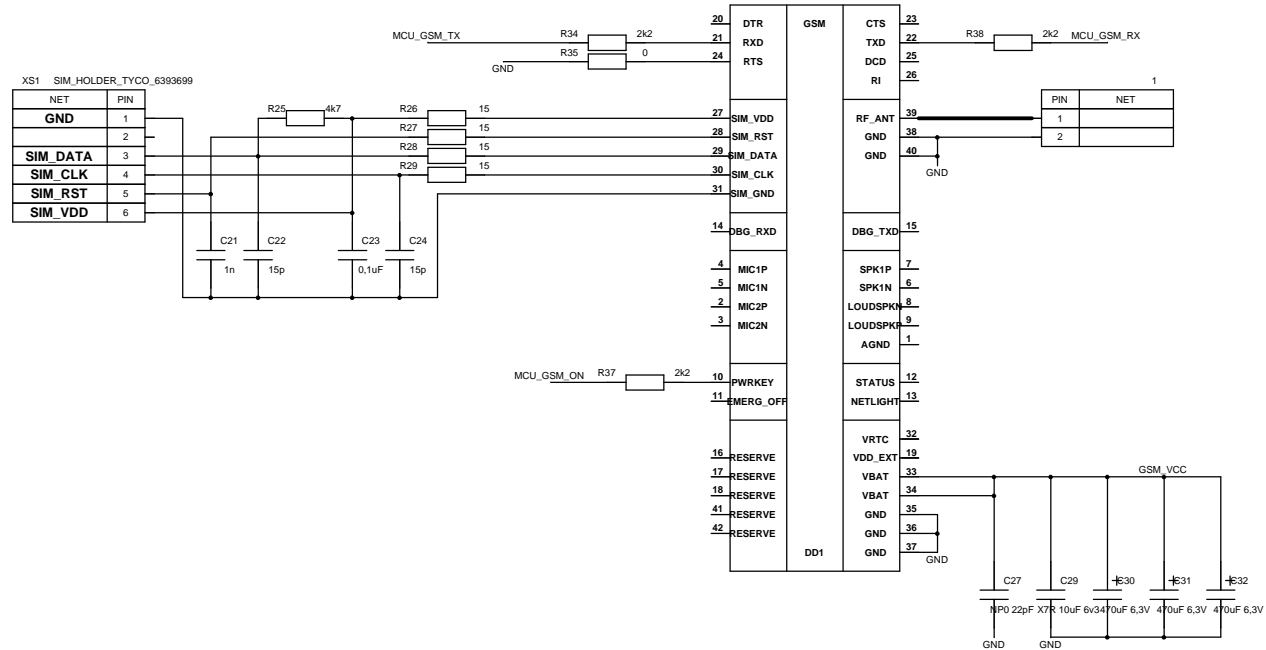 20 DTR GSM CTS 23
MCU_GSM_TX R34 2k2 21 RXD TXD 22 R38 2k2 MCU_GSM_RX
GND R35 0 24 RTS DCD 25
RI 26
XS1 SIM_HOLDER_TYCO_6393699
NET PIN
GND 1
2
SIM_DATA 3
SIM_CLK 4
SIM_RST 5
SIM_VDD 6
1
PIN NET
1
2
R25 4k7 R26 15 27 SIM_VDD RF_ANT 39
R27 15 28 SIM_RST GND 38
R28 15 29 SIM_DATA GND 40
GND
R29 15 30 SIM_CLK
31 SIM_GND
14 DBG_RXD DBG_TXD 15
C21 C22 C23 C24
1n 15p 0,1uF 15p
4 MIC1P SPK1P 7
5 MIC1N SPK1N 6
2 MIC2P LOUDSPKN 8
3 MIC2N LOUDSPKP 9
AGND 1
MCU_GSM_ON R37 2k2 10 PWRKEY STATUS 12
11 EMERG_OFF NETLIGHT 13
VRTC 32
16 RESERVE VDD_EXT 19
17 RESERVE VBAT 33 GSM_VCC
18 RESERVE VBAT 34
41 RESERVE GND 35
42 RESERVE GND 36
DD1 GND 37
GND
C27 C29 C30 C31 C32
NP0 22pF X7R 10uF 6v3 470uF 6,3V 470uF 6,3V 470uF 6,3V
GND GND